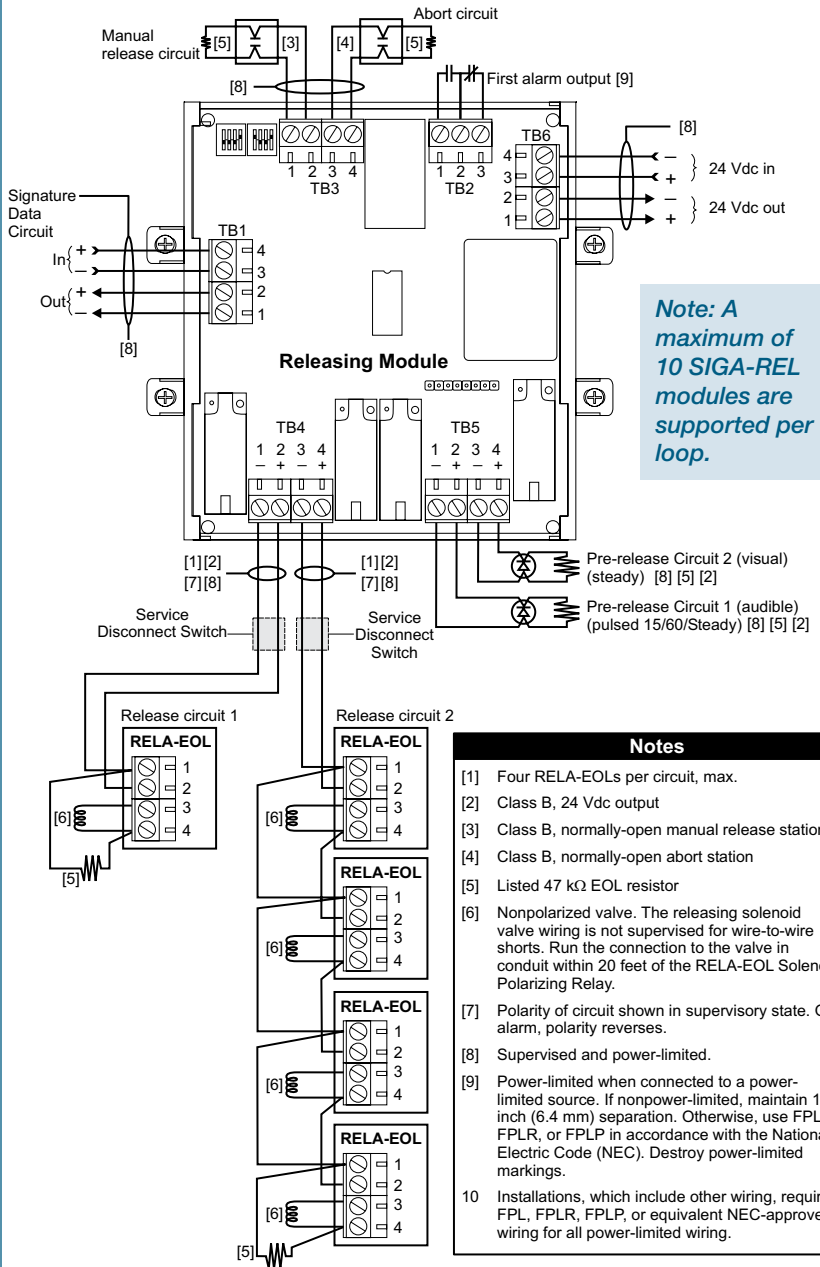 Abort circuit
Manual
release circuit
[5]
[3]
[4]
[5]
[8]
First alarm output [9]
[8]
TB6
4
3
2
1
−
+
24 Vdc in
−
+
24 Vdc out
1 2 3 4
TB3
1 2 3
TB2
Signature
Data
Circuit
In
+
−
Out
+
−
[8]
TB1
4
3
2
1
Releasing Module
Note: A
maximum of
10 SIGA-REL
modules are
supported per
loop.
TB4
1 2 3 4
− + − +
TB5
1 2 3 4
− + − +
[1][2]
[7][8]
[1][2]
[7][8]
Pre-release Circuit 2 (visual)
(steady) [8] [5] [2]
Pre-release Circuit 1 (audible)
(pulsed 15/60/Steady) [8] [5] [2]
Service
Disconnect Switch
Service
Disconnect
Switch
Release circuit 1
RELA-EOL
1
2
3
4
[6]
[5]
Release circuit 2
RELA-EOL
1
2
3
4
[6]
RELA-EOL
1
2
3
4
[6]
RELA-EOL
1
2
3
4
[6]
RELA-EOL
1
2
3
4
[6]
[5]
Notes
[1] Four RELA-EOLs per circuit, max.
[2] Class B, 24 Vdc output
[3] Class B, normally-open manual release station
[4] Class B, normally-open abort station
[5] Listed 47 kΩ EOL resistor
[6] Nonpolarized valve. The releasing solenoid
valve wiring is not supervised for wire-to-wire
shorts. Run the connection to the valve in
conduit within 20 feet of the RELA-EOL
Polarizing Relay.
[7] Polarity of circuit shown in supervisory state.
alarm, polarity reverses.
[8] Supervised and power-limited.
[9] Power-limited when connected to a power-
limited source. If nonpower-limited, maintain
inch (6.4 mm) separation. Otherwise, use
FPLR, or FPLP in accordance with the
Electric Code (NEC). Destroy power-limited
markings.
10 Installations, which include other wiring,
FPL, FPLR, FPLP, or equivalent
wiring for all power-limited wiring.